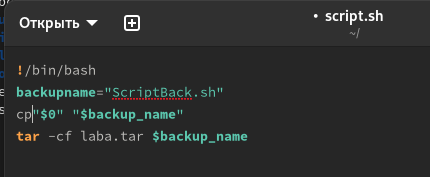 Открыть
• script.sh
~/
!/bin/bash
backupname="ScriptBack.sh"
cp"$0" "$backup_name"
tar -cf laba.tar $backup_name